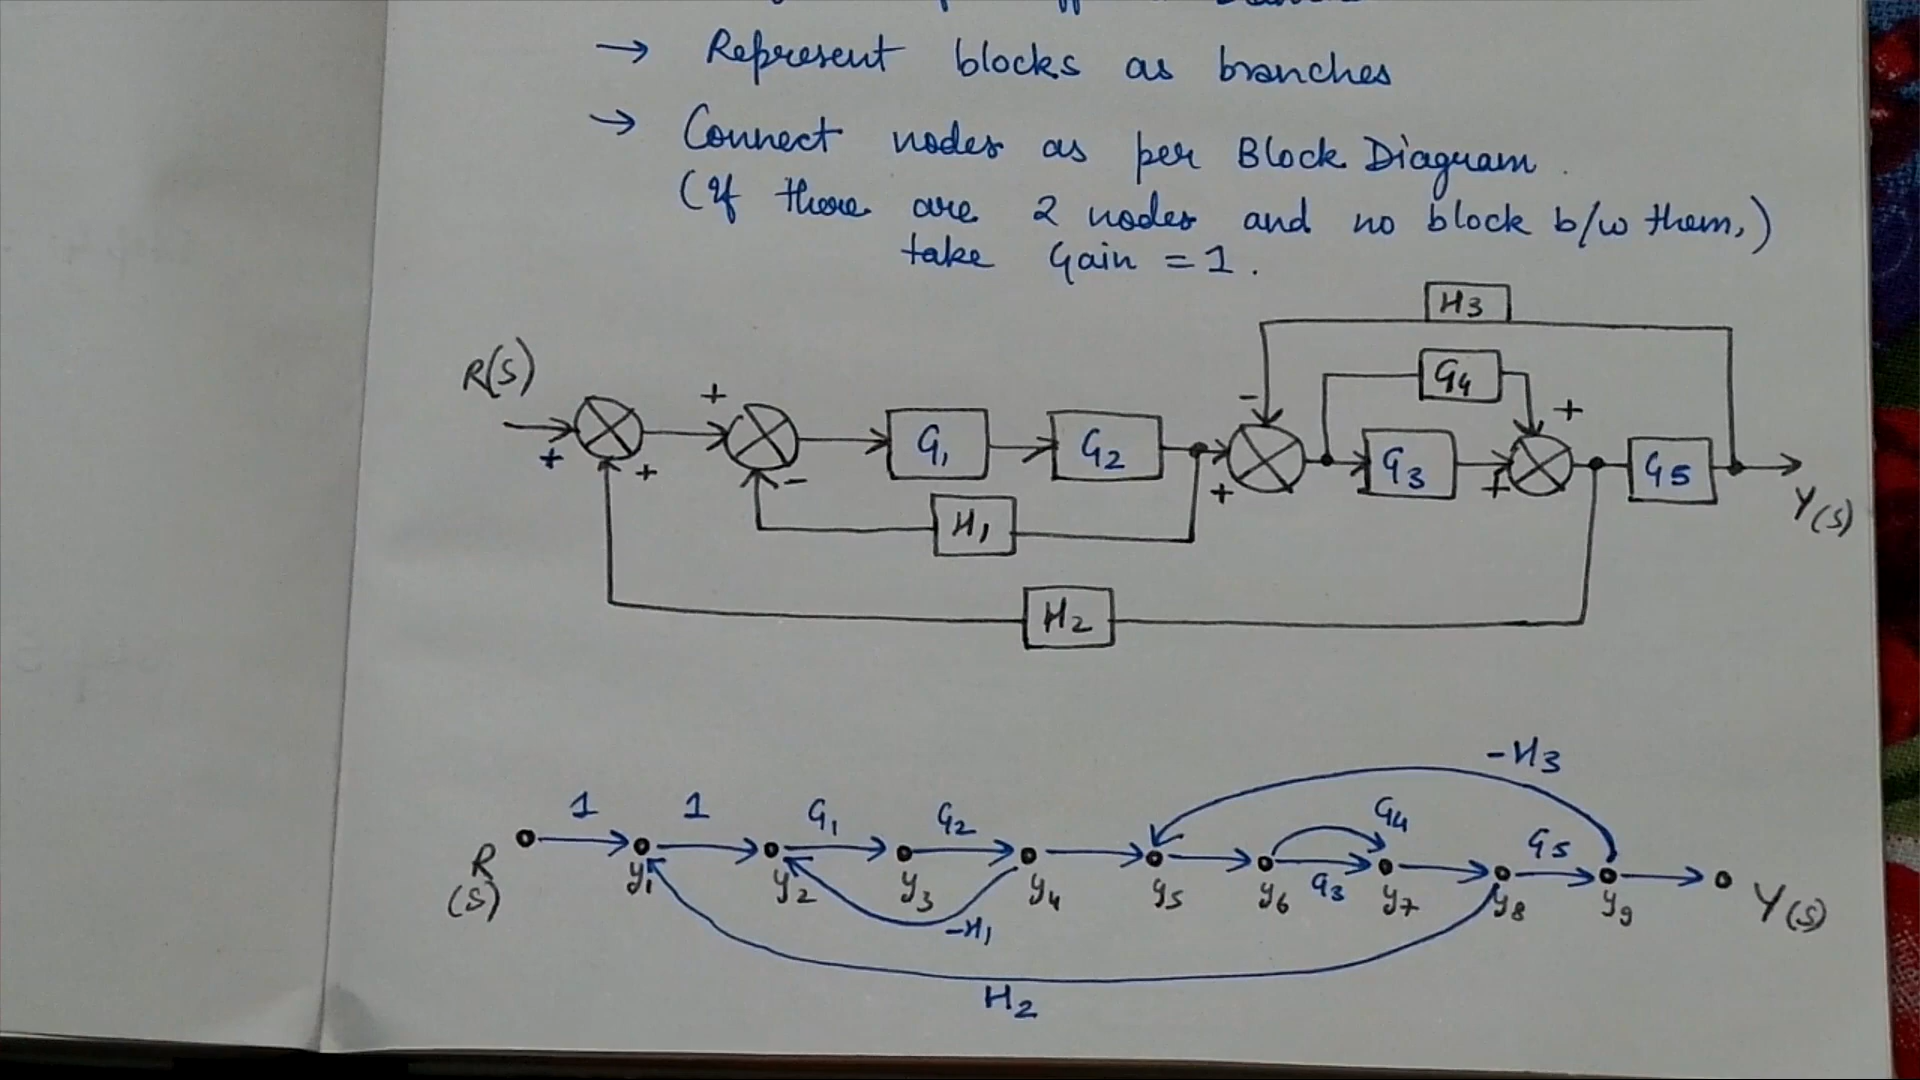 → Represent blocks as branches
→ Connect nodes as per Block Diagram.
(If there are 2 nodes and no block b/w them,)
take Gain = 1.
H3
R(S)
G4
+ - +
G1 G2 G3 G5
+ + - + +
Y(S)
H1
H2
-H3
1 1 G1 G2 G4 G5
R(S) y1 y2 y3 y4 y5 y6 G3 y7 y8 y9 Y(S)
-H1
H2